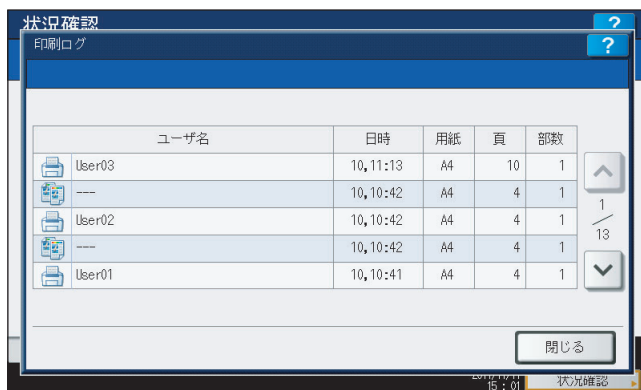 状況確認 ?
印刷ログ ?
ユーザ名 日時 用紙 頁 部数
User03 10,11:13 A4 10 1
--- 10,10:42 A4 4 1
User02 10,10:42 A4 4 1
--- 10,10:42 A4 4 1
User01 10,10:41 A4 4 1
1
13
閉じる
15:01
状況確認